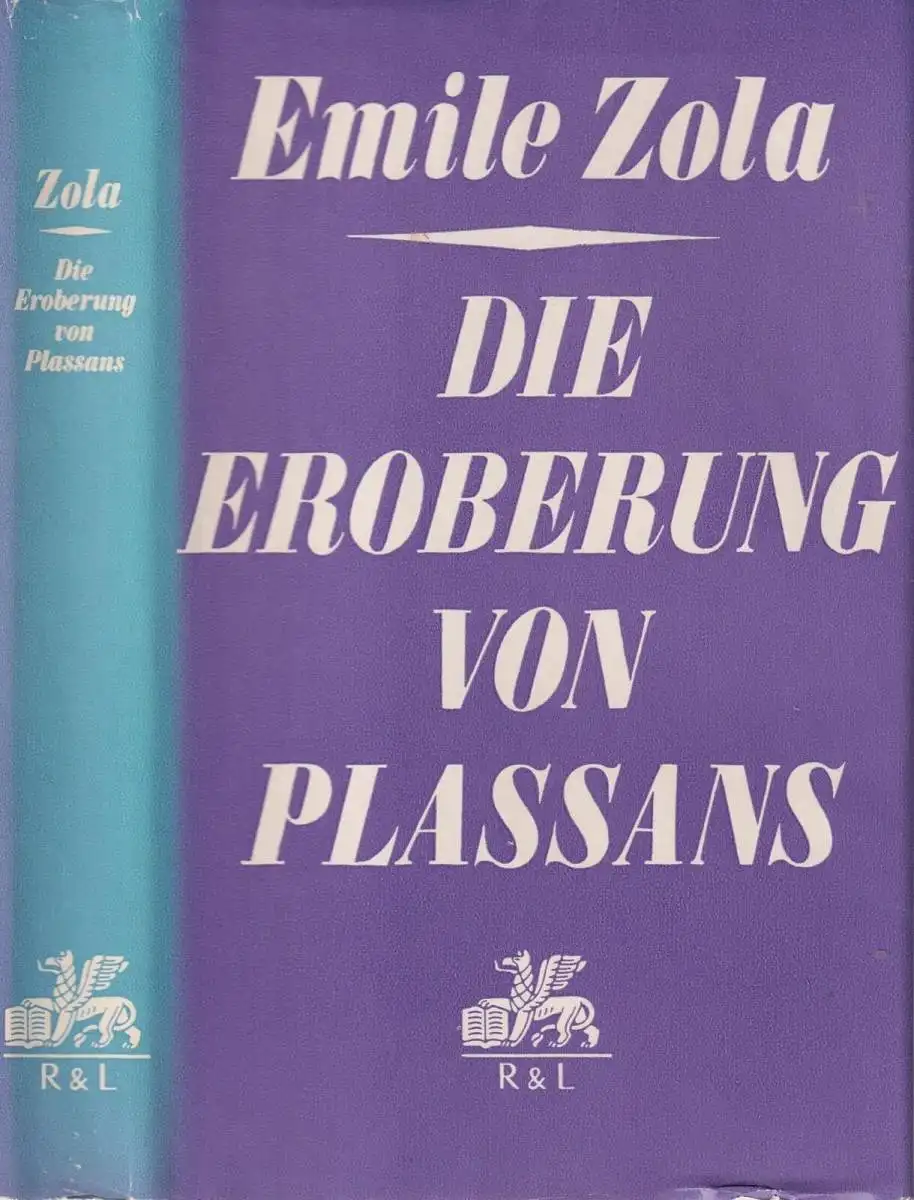 Zola
Die
Eroberung
von
Plassans
R & L
Emile Zola
DIE
EROBERUNG
VON
PLASSANS
R & L